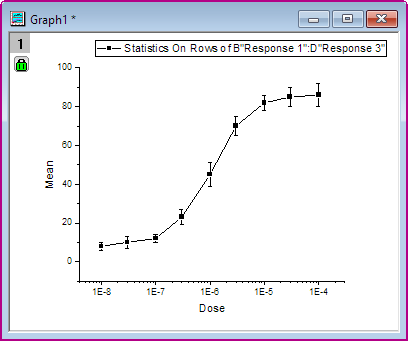 Graph1 *
1
Statistics On Rows of B"Response 1":D"Response 3"
100
80
60
40
20
0
Mean
1E-8 1E-7 1E-6 1E-5 1E-4
Dose